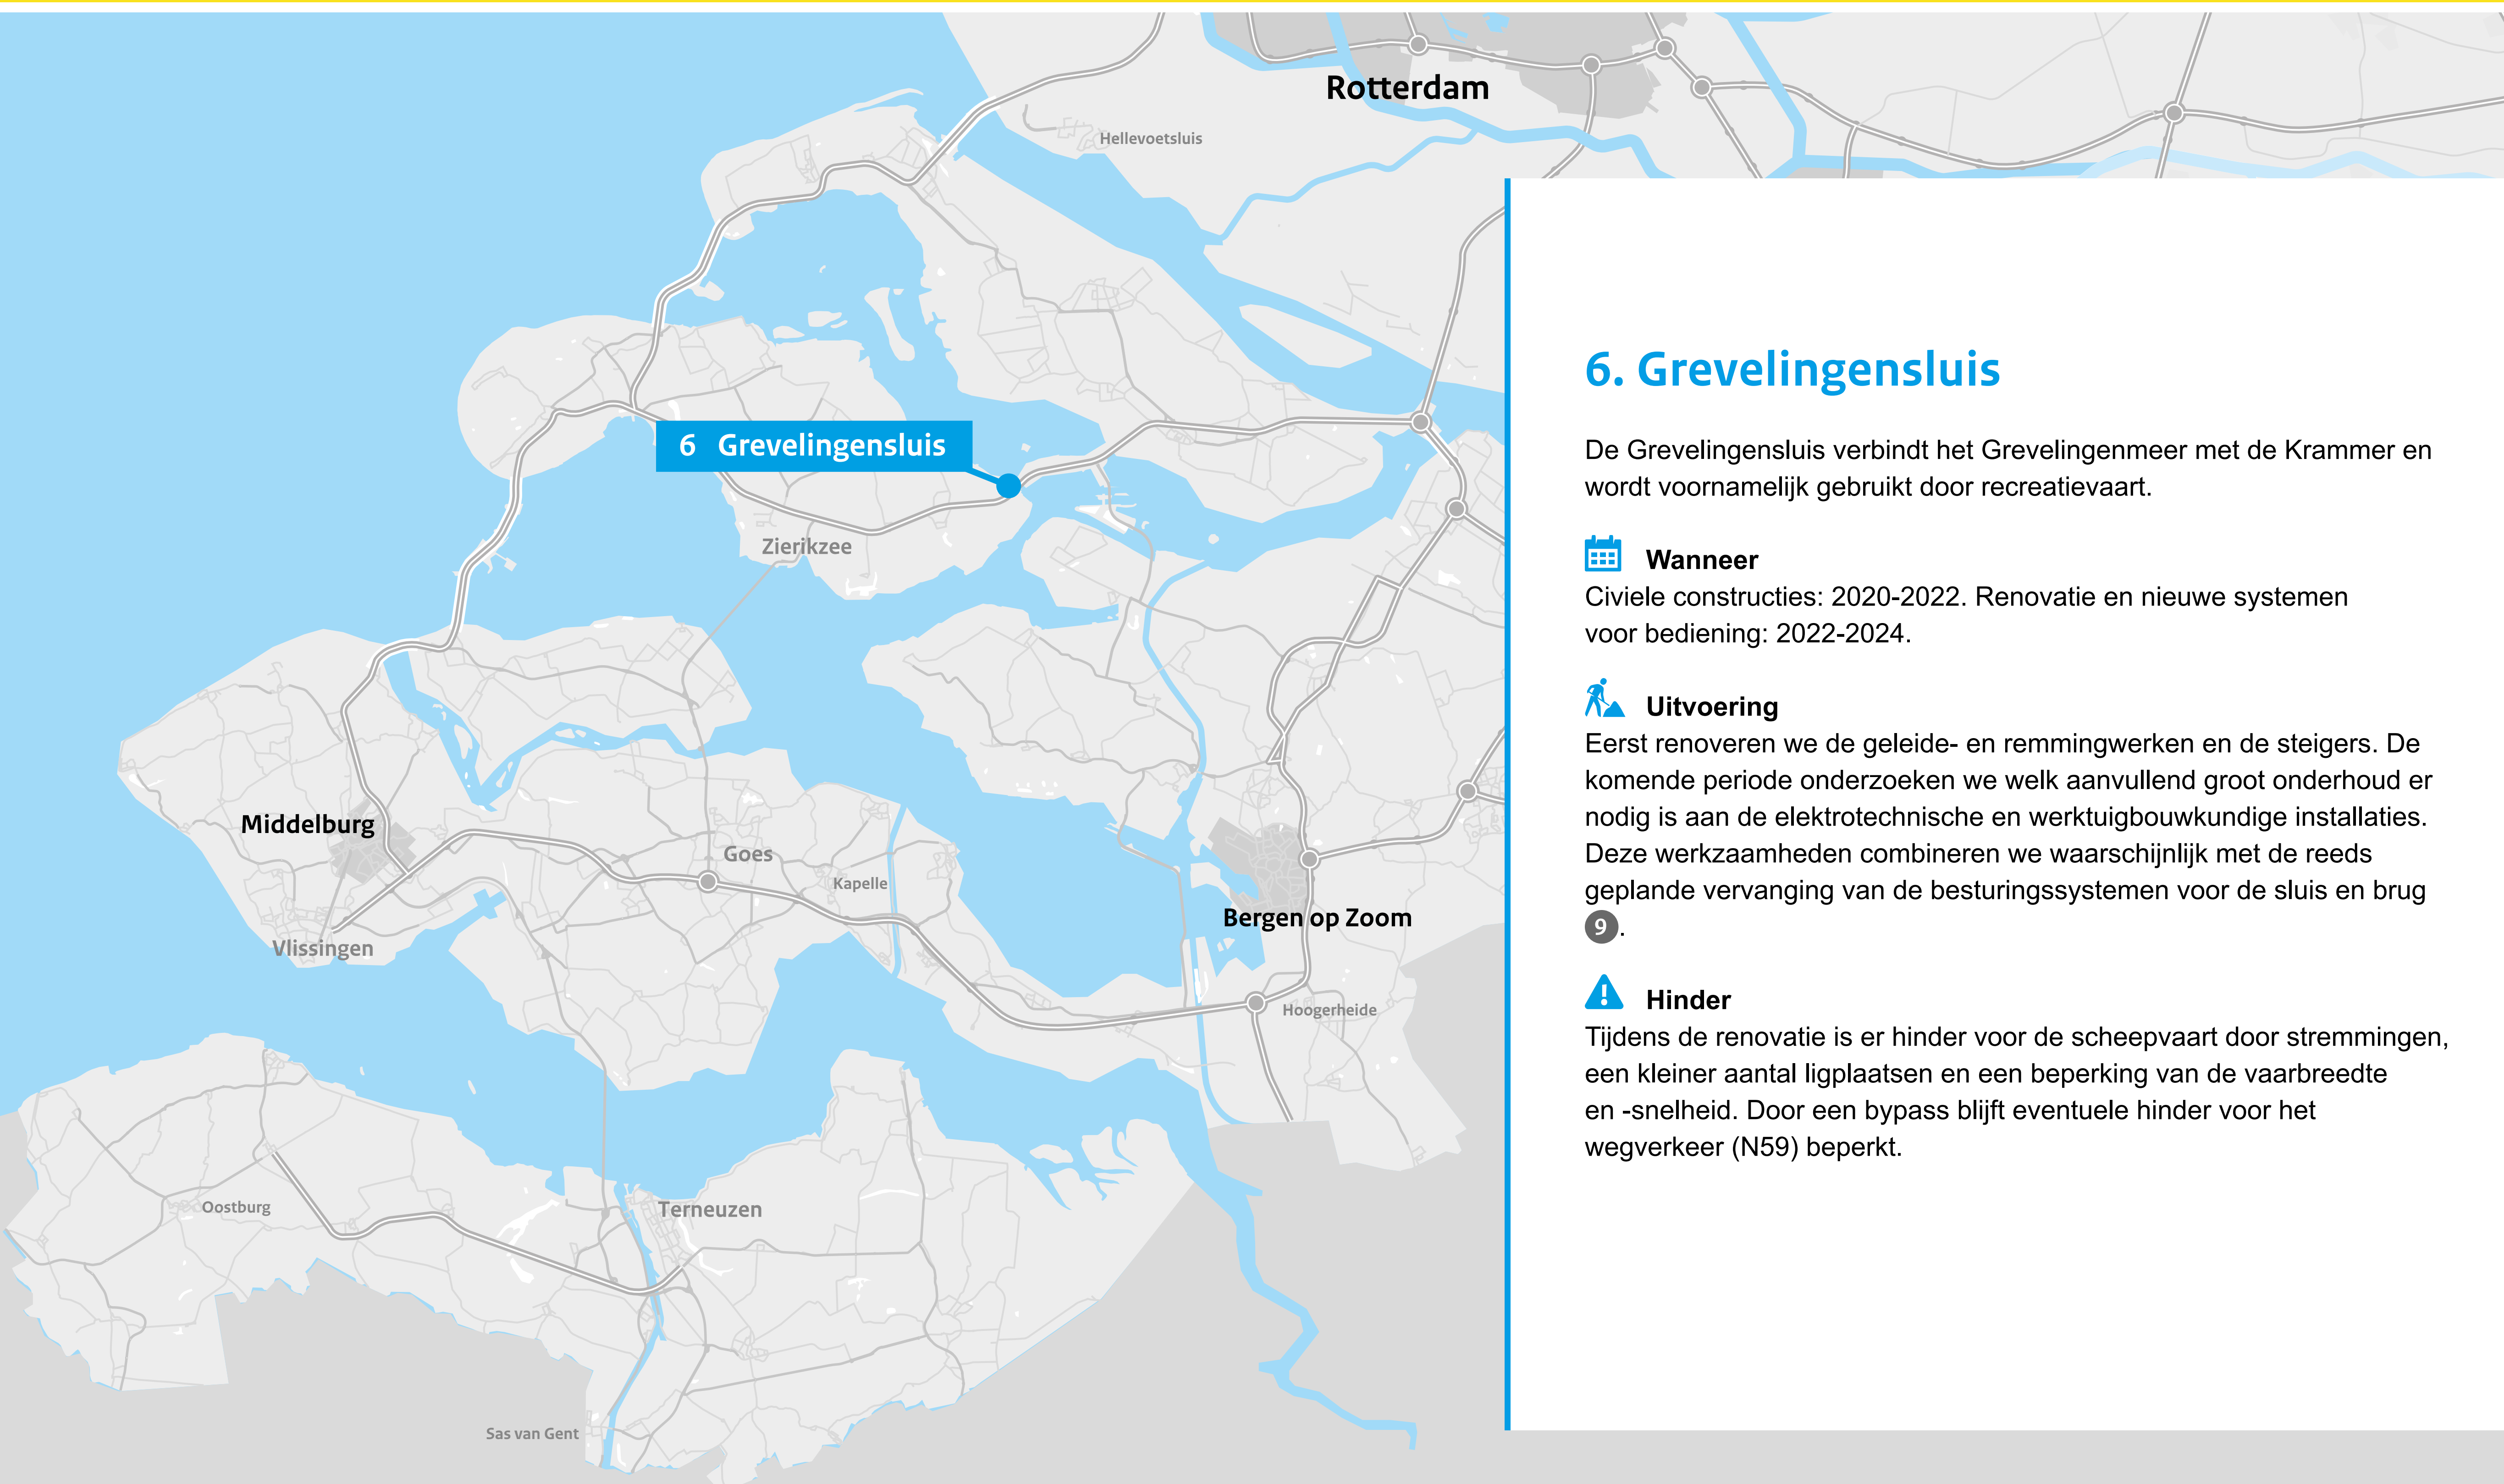 Rotterdam
Hellevoetsluis
6 Grevelingensluis
Zierikzee
Middelburg
Goes
Kapelle
Bergen op Zoom
Vlissingen
Hoogerheide
Oostburg
Terneuzen
Sas van Gent
6. Grevelingensluis
De Grevelingensluis verbindt het Grevelingenmeer met de Krammer en
wordt voornamelijk gebruikt door recreatievaart.
Wanneer
Civiele constructies: 2020-2022. Renovatie en nieuwe systemen
voor bediening: 2022-2024.
Uitvoering
Eerst renoveren we de geleide- en remmingwerken en de steigers. De
komende periode onderzoeken we welk aanvullend groot onderhoud er
nodig is aan de elektrotechnische en werktuigbouwkundige installaties.
Deze werkzaamheden combineren we waarschijnlijk met de reeds
geplande vervanging van de besturingssystemen voor de sluis en brug
9.
Hinder
Tijdens de renovatie is er hinder voor de scheepvaart door stremmingen,
een kleiner aantal ligplaatsen en een beperking van de vaarbreedte
en -snelheid. Door een bypass blijft eventuele hinder voor het
wegverkeer (N59) beperkt.